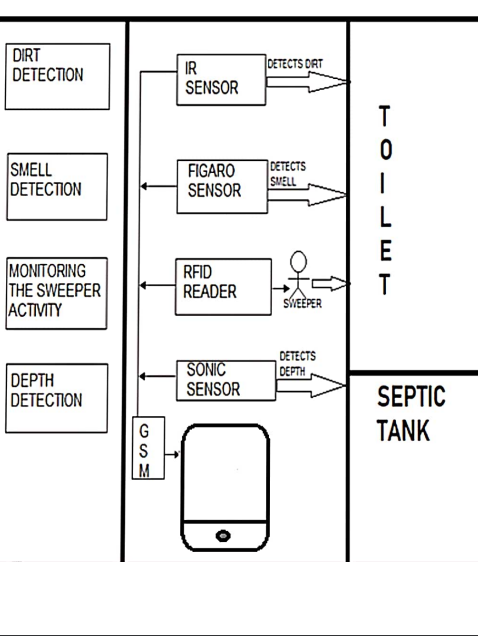 DIRT
DETECTION
SMELL
DETECTION
MONITORING
THE SWEEPER
ACTIVITY
DEPTH
DETECTION
IR
SENSOR
DETECTS DIRT
FIGARO
SENSOR
DETECTS
SMELL
RFID
READER
SWEEPER
SONIC
SENSOR
DETECTS
DEPTH
G
S
M
T
O
I
L
E
T
SEPTIC
TANK